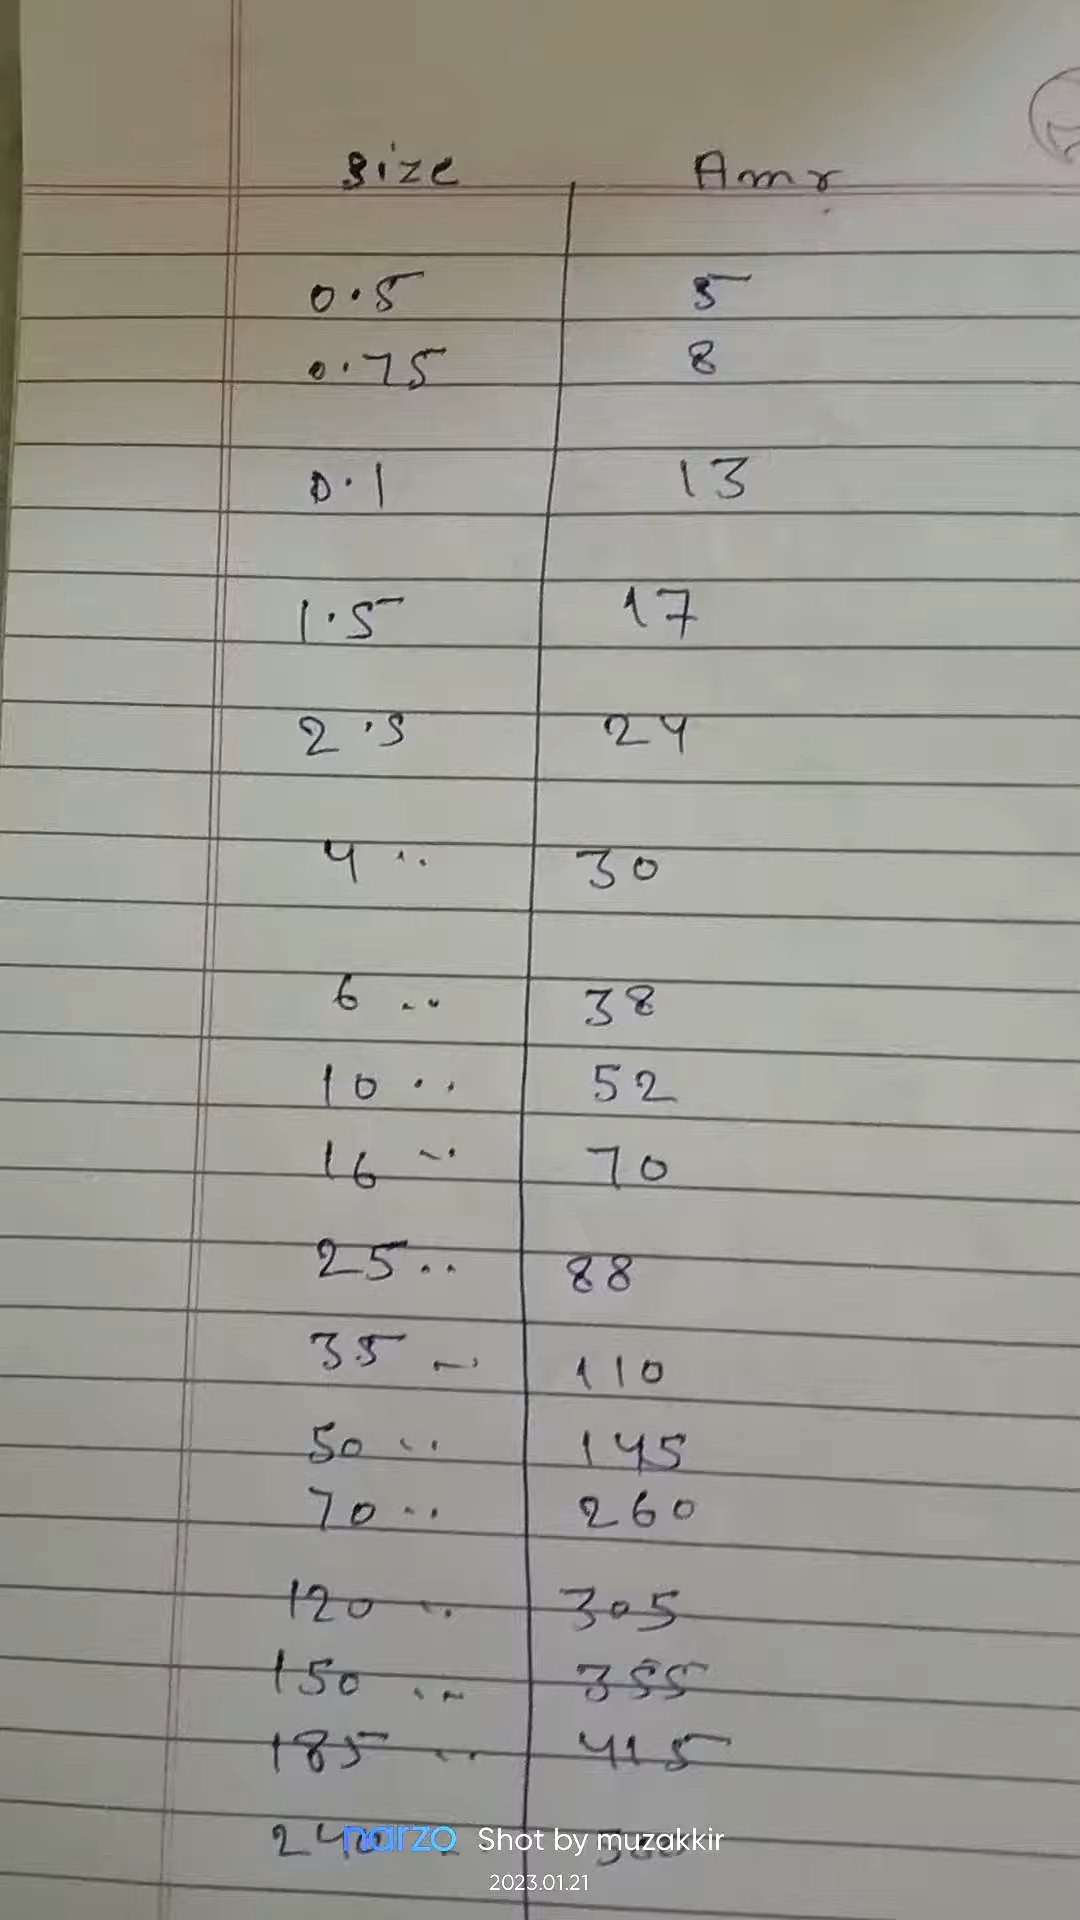 Size Amr
0.5 5
0.75 8
0.1 13
1.5 17
2.5 24
4 .. 30
6 .. 38
10 .. 52
16 .. 70
25 .. 88
35 .. 110
50 .. 145
70 .. 260
120 .. 305
150 .. 355
185 .. 415
240
narzo Shot by muzakkir
2023.01.21